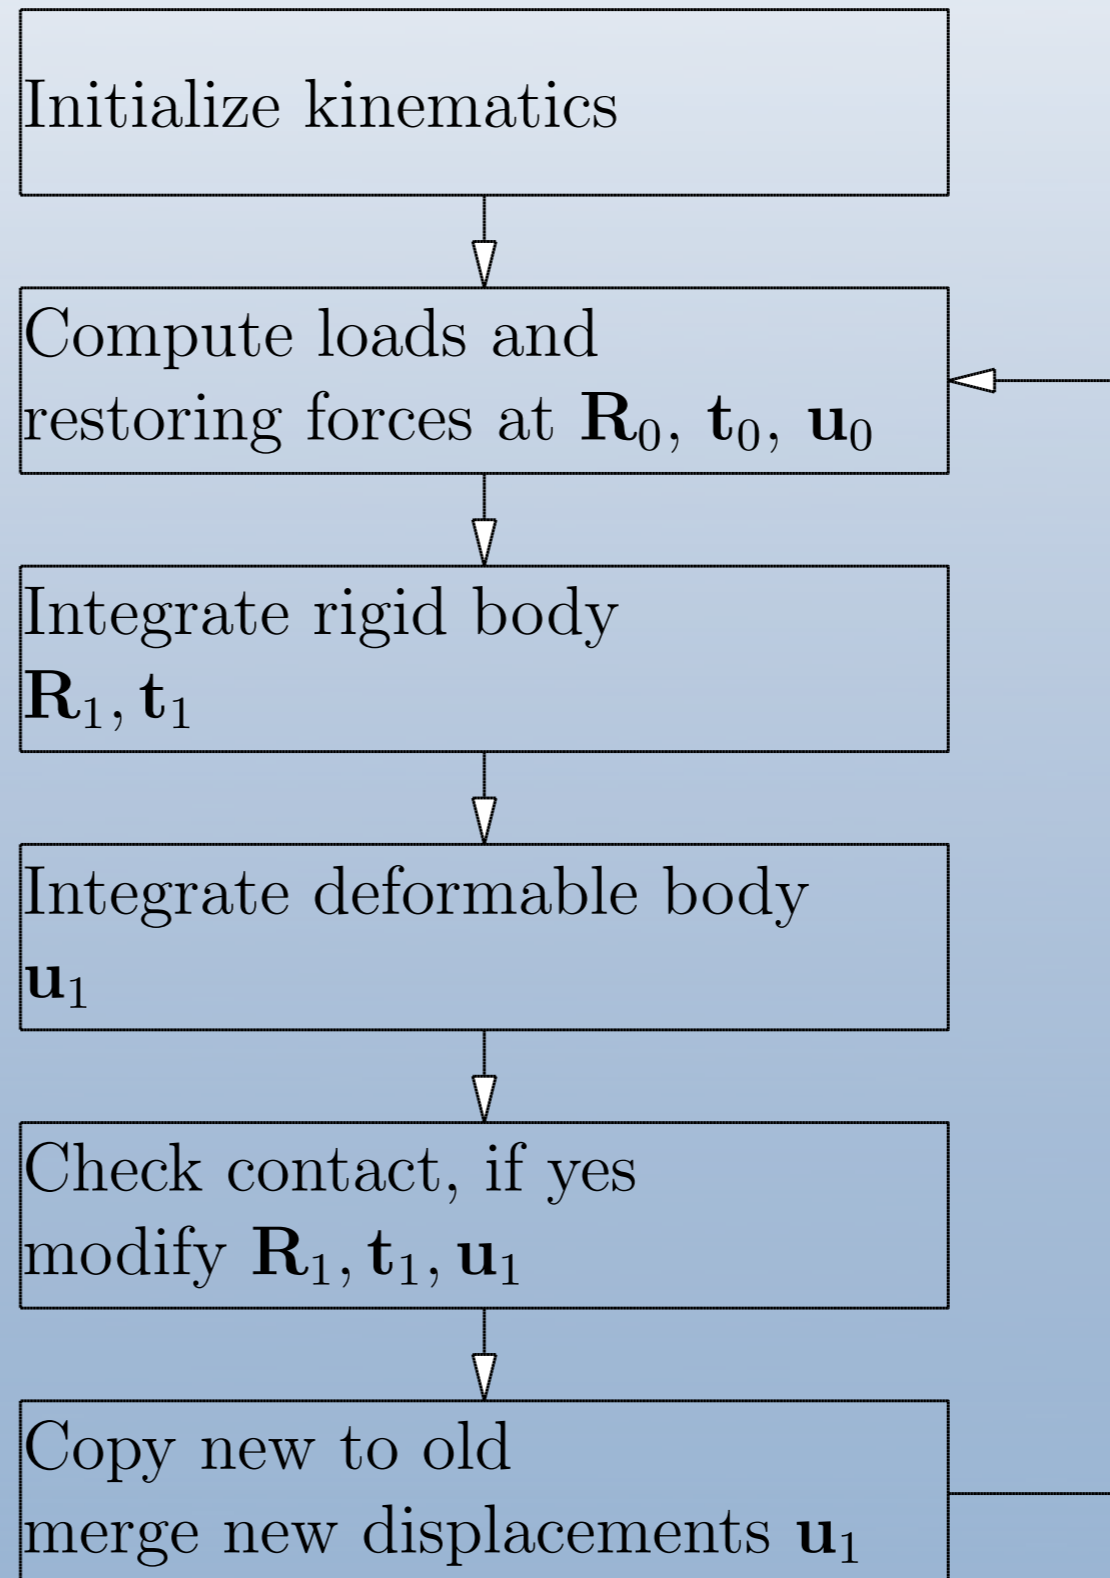 Initialize kinematics
Compute loads and
restoring forces at R₀, t₀, u₀
Integrate rigid body
R₁, t₁
Integrate deformable body
u₁
Check contact, if yes
modify R₁, t₁, u₁
Copy new to old
merge new displacements u₁